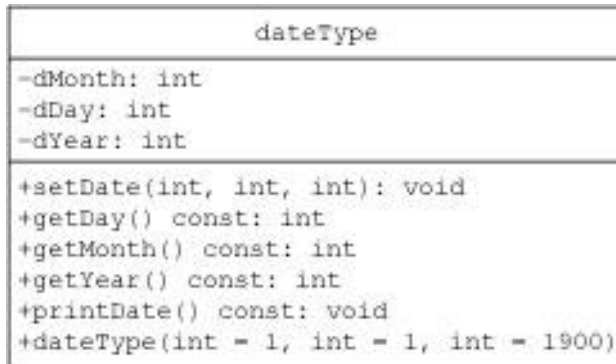 dateType
-dMonth: int
-dDay: int
-dYear: int
+setDate(int, int, int): void
+getDay() const: int
+getMonth() const: int
+getYear() const: int
+printDate() const: void
+dateType(int = 1, int = 1, int = 1900)